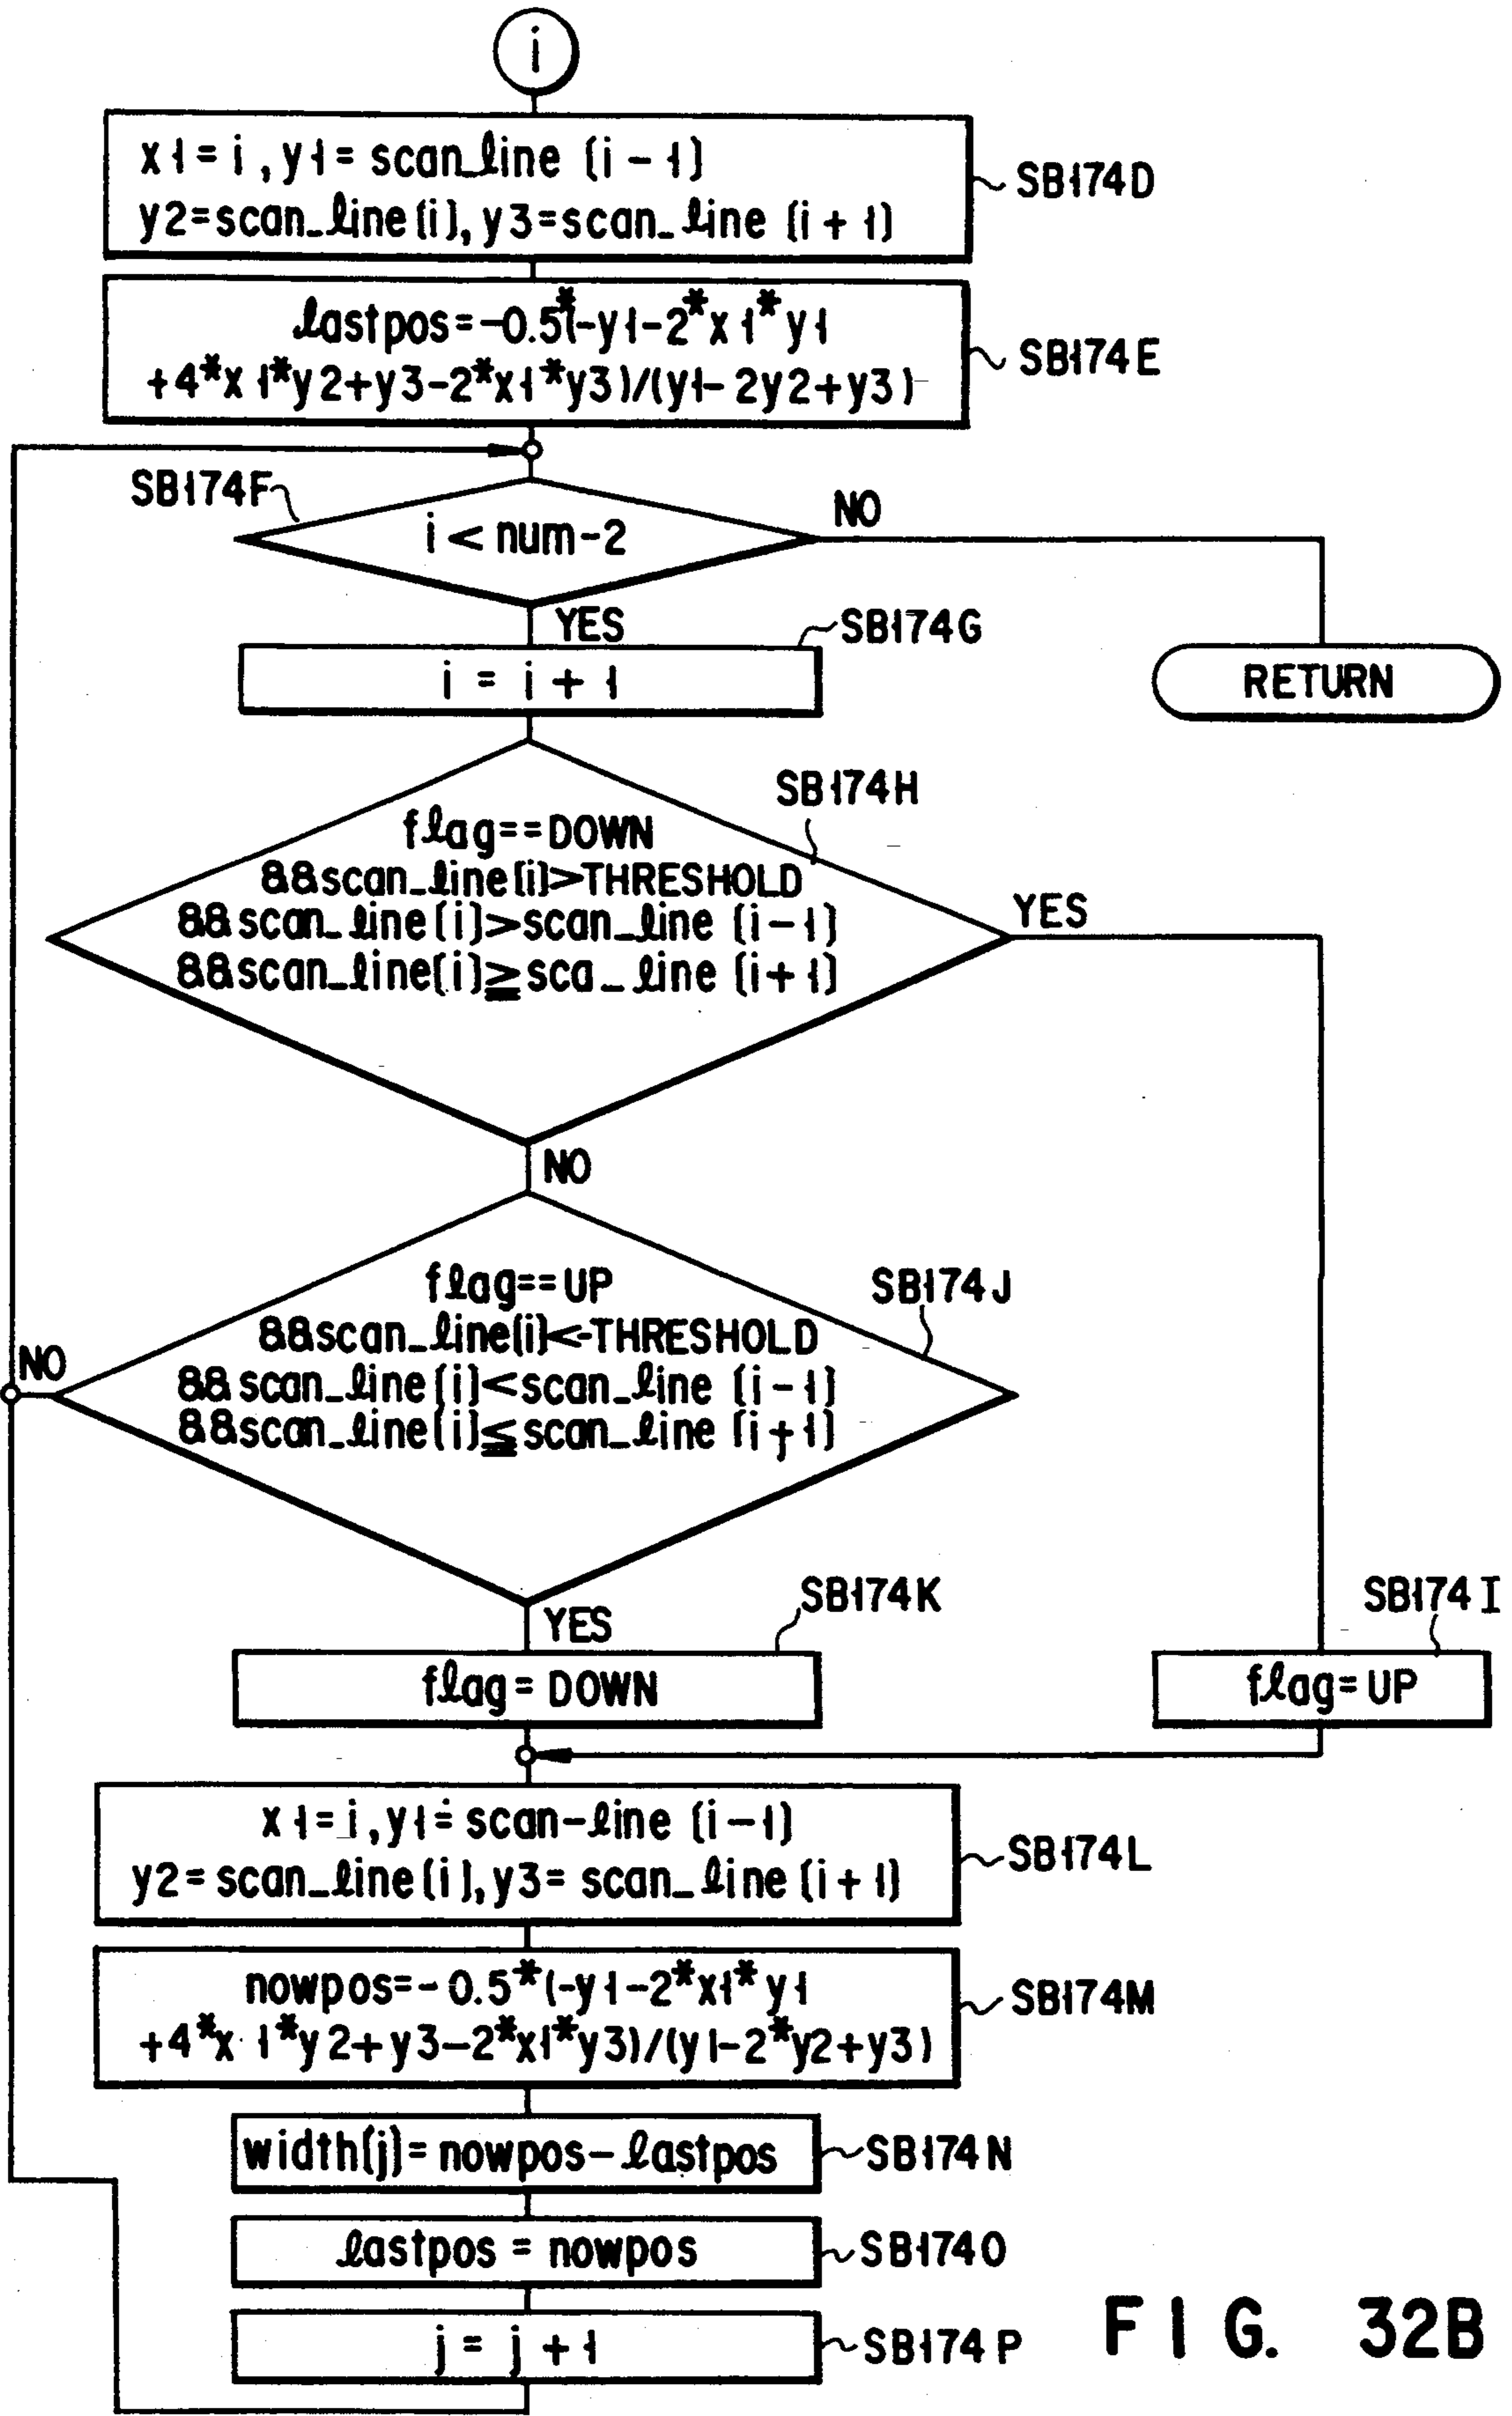 i
x1=i, y1= scan_line (i-1)
y2=scan_line(i), y3=scan_line (i+1)
SB174D
lastpos=-0.5*(-y1-2*x1*y1
+4*x1*y2+y3-2*x1*y3)/(y1-2y2+y3)
SB174E
SB174F
i < num-2
NO
YES
SB174G
i = i + 1
RETURN
SB174H
flag==DOWN
&&scan_line(i)>THRESHOLD
&&scan_line(i)>scan_line (i-1)
&&scan_line(i)≧sca_line (i+1)
YES
NO
SB174J
flag==UP
&&scan_line(i)<-THRESHOLD
&&scan_line(i)<scan_line (i-1)
&&scan_line(i)≦scan_line (i+1)
NO
YES
SB174K
flag=DOWN
SB174I
flag=UP
x1=i, y1= scan-line (i-1)
y2=scan_line(i), y3= scan_line (i+1)
SB174L
nowpos=-0.5*(-y1-2*x1*y1
+4*x1*y2+y3-2*x1*y3)/(y1-2*y2+y3)
SB174M
width(j)= nowpos-lastpos
SB174N
lastpos = nowpos
SB174O
j = j + 1
SB174P
FIG. 32B